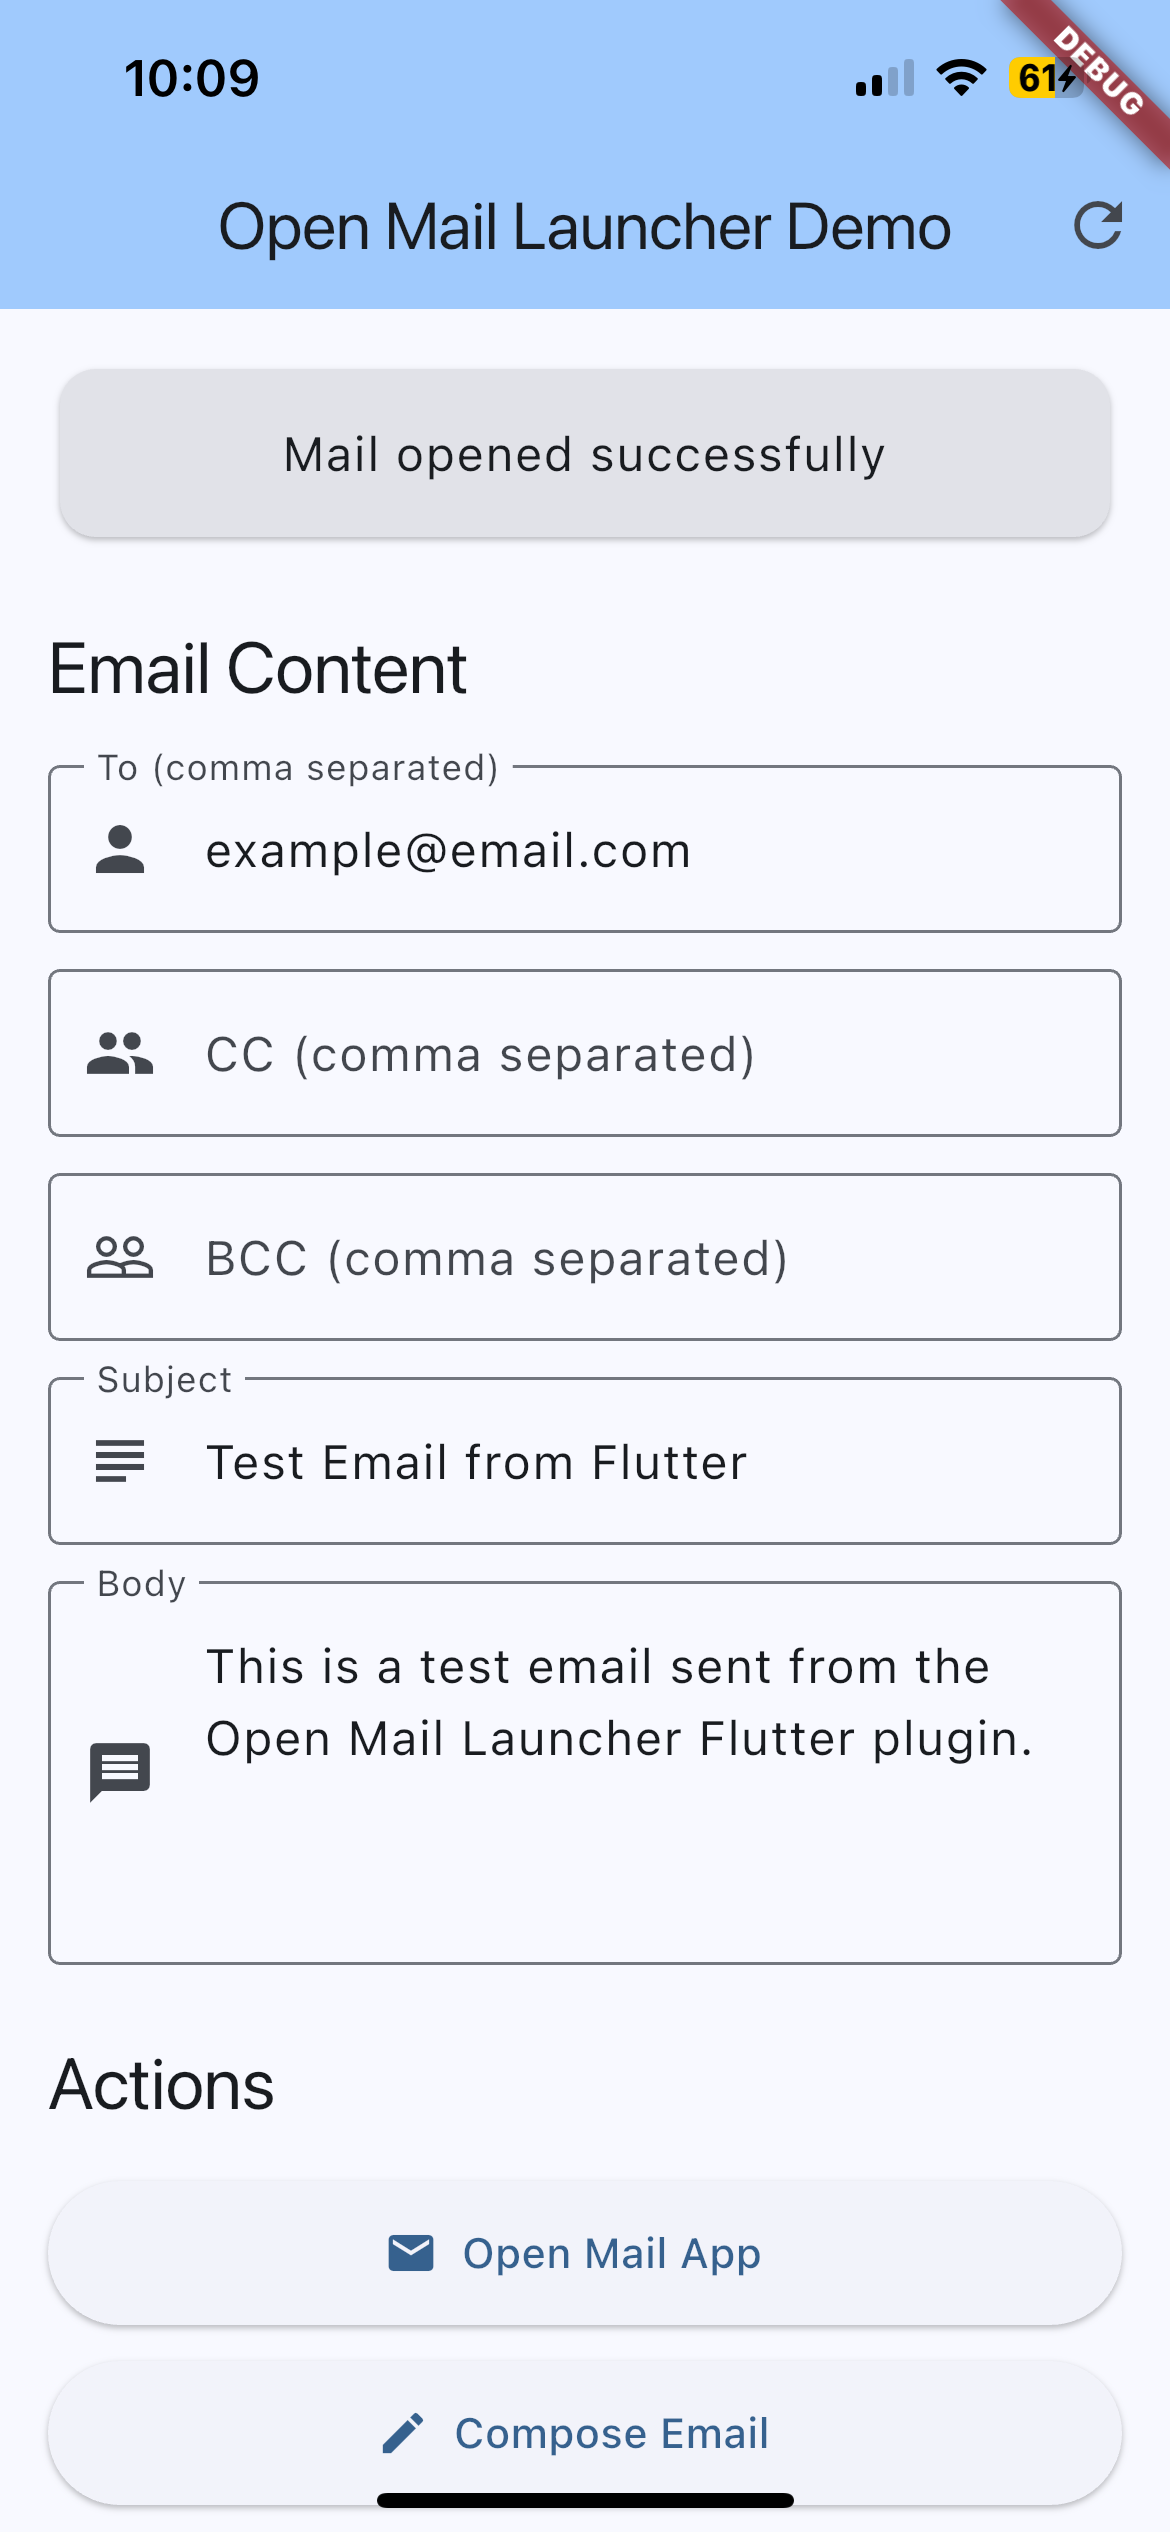 10:09
61
DEBUG
Open Mail Launcher Demo
Mail opened successfully
Email Content
To (comma separated)
example@email.com
CC (comma separated)
BCC (comma separated)
Subject
Test Email from Flutter
Body
This is a test email sent from the
Open Mail Launcher Flutter plugin.
Actions
Open Mail App
Compose Email